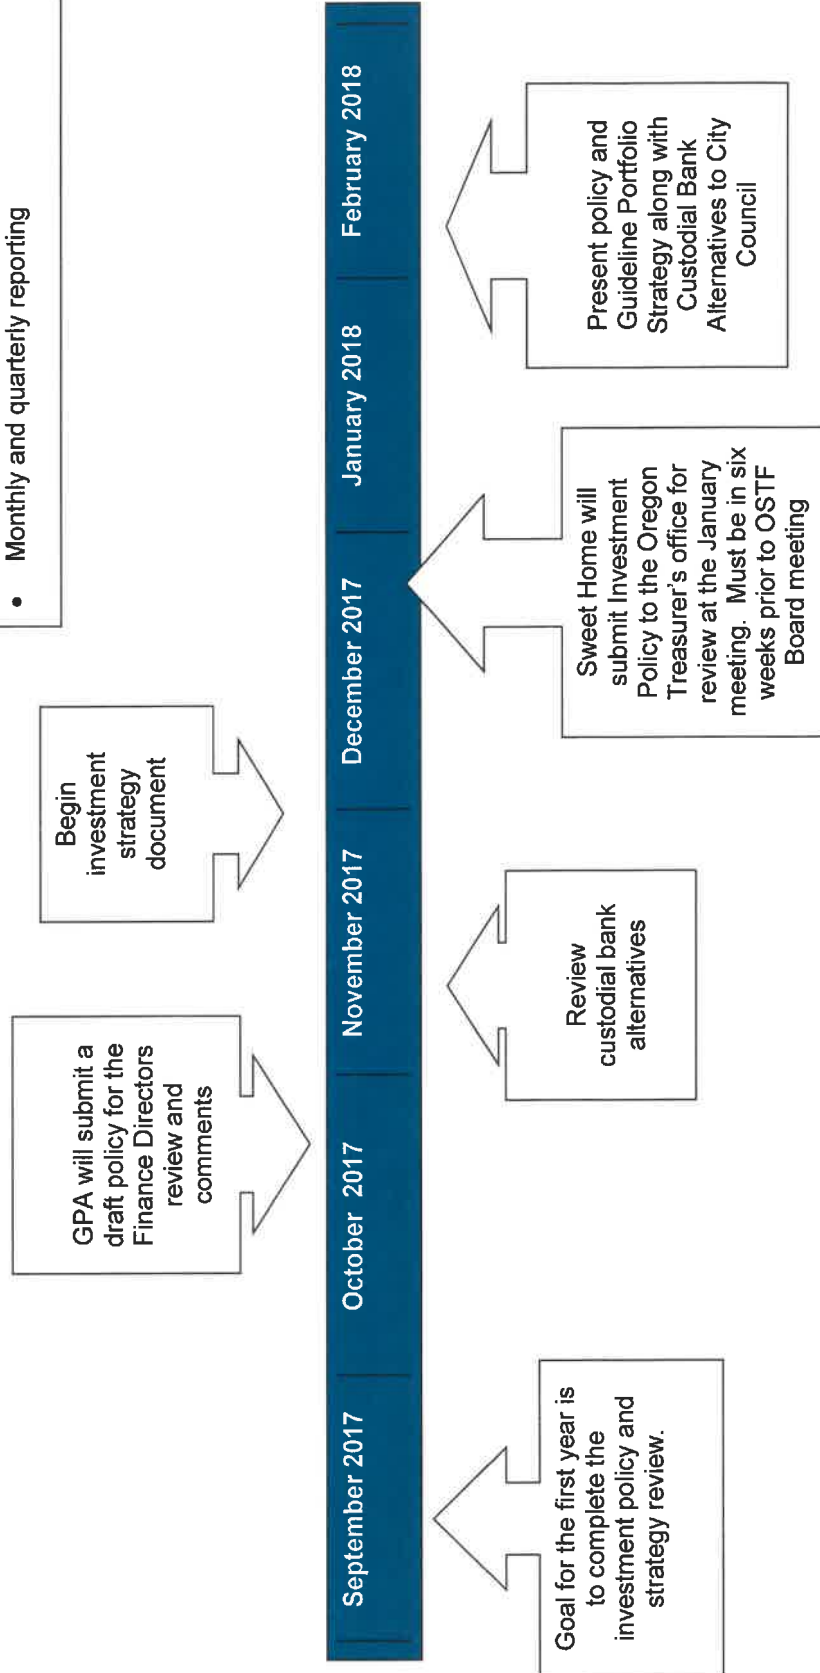 • Monthly and quarterly reporting
GPA will submit a
draft policy for the
Finance Directors
review and
comments
Begin
investment
strategy
document
September 2017
October 2017
November 2017
December 2017
January 2018
February 2018
Goal for the first year is
to complete the
investment policy and
strategy review.
Review
custodial bank
alternatives
Sweet Home will
submit Investment
Policy to the Oregon
Treasurer's office for
review at the January
meeting. Must be in six
weeks prior to OSTF
Board meeting
Present policy and
Guideline Portfolio
Strategy along with
Custodial Bank
Alternatives to City
Council